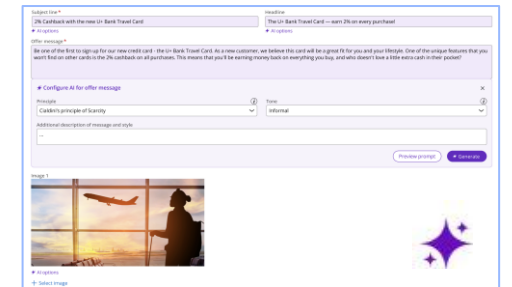 Subject line *
Headline
2% Cashback with the new U+ Bank Travel Card
The U+ Bank Travel Card — earn 2% on every purchase!
AI options
AI options
Offer message *
Be one of the first to sign up for our new credit card - the U+ Bank Travel Card. As a new customer, we believe this card will be a great fit for you and your lifestyle. One of the unique features that you
won't find on other cards is the 2% cashback on all purchases. This means that you'll be earning money back on everything you buy, and who doesn't love a little extra cash in their pocket?
Configure AI for offer message
Principle
Tone
Cialdini's principle of Scarcity
Informal
Additional description of message and style
...
Preview prompt
Generate
Image 1
AI options
+ Select image